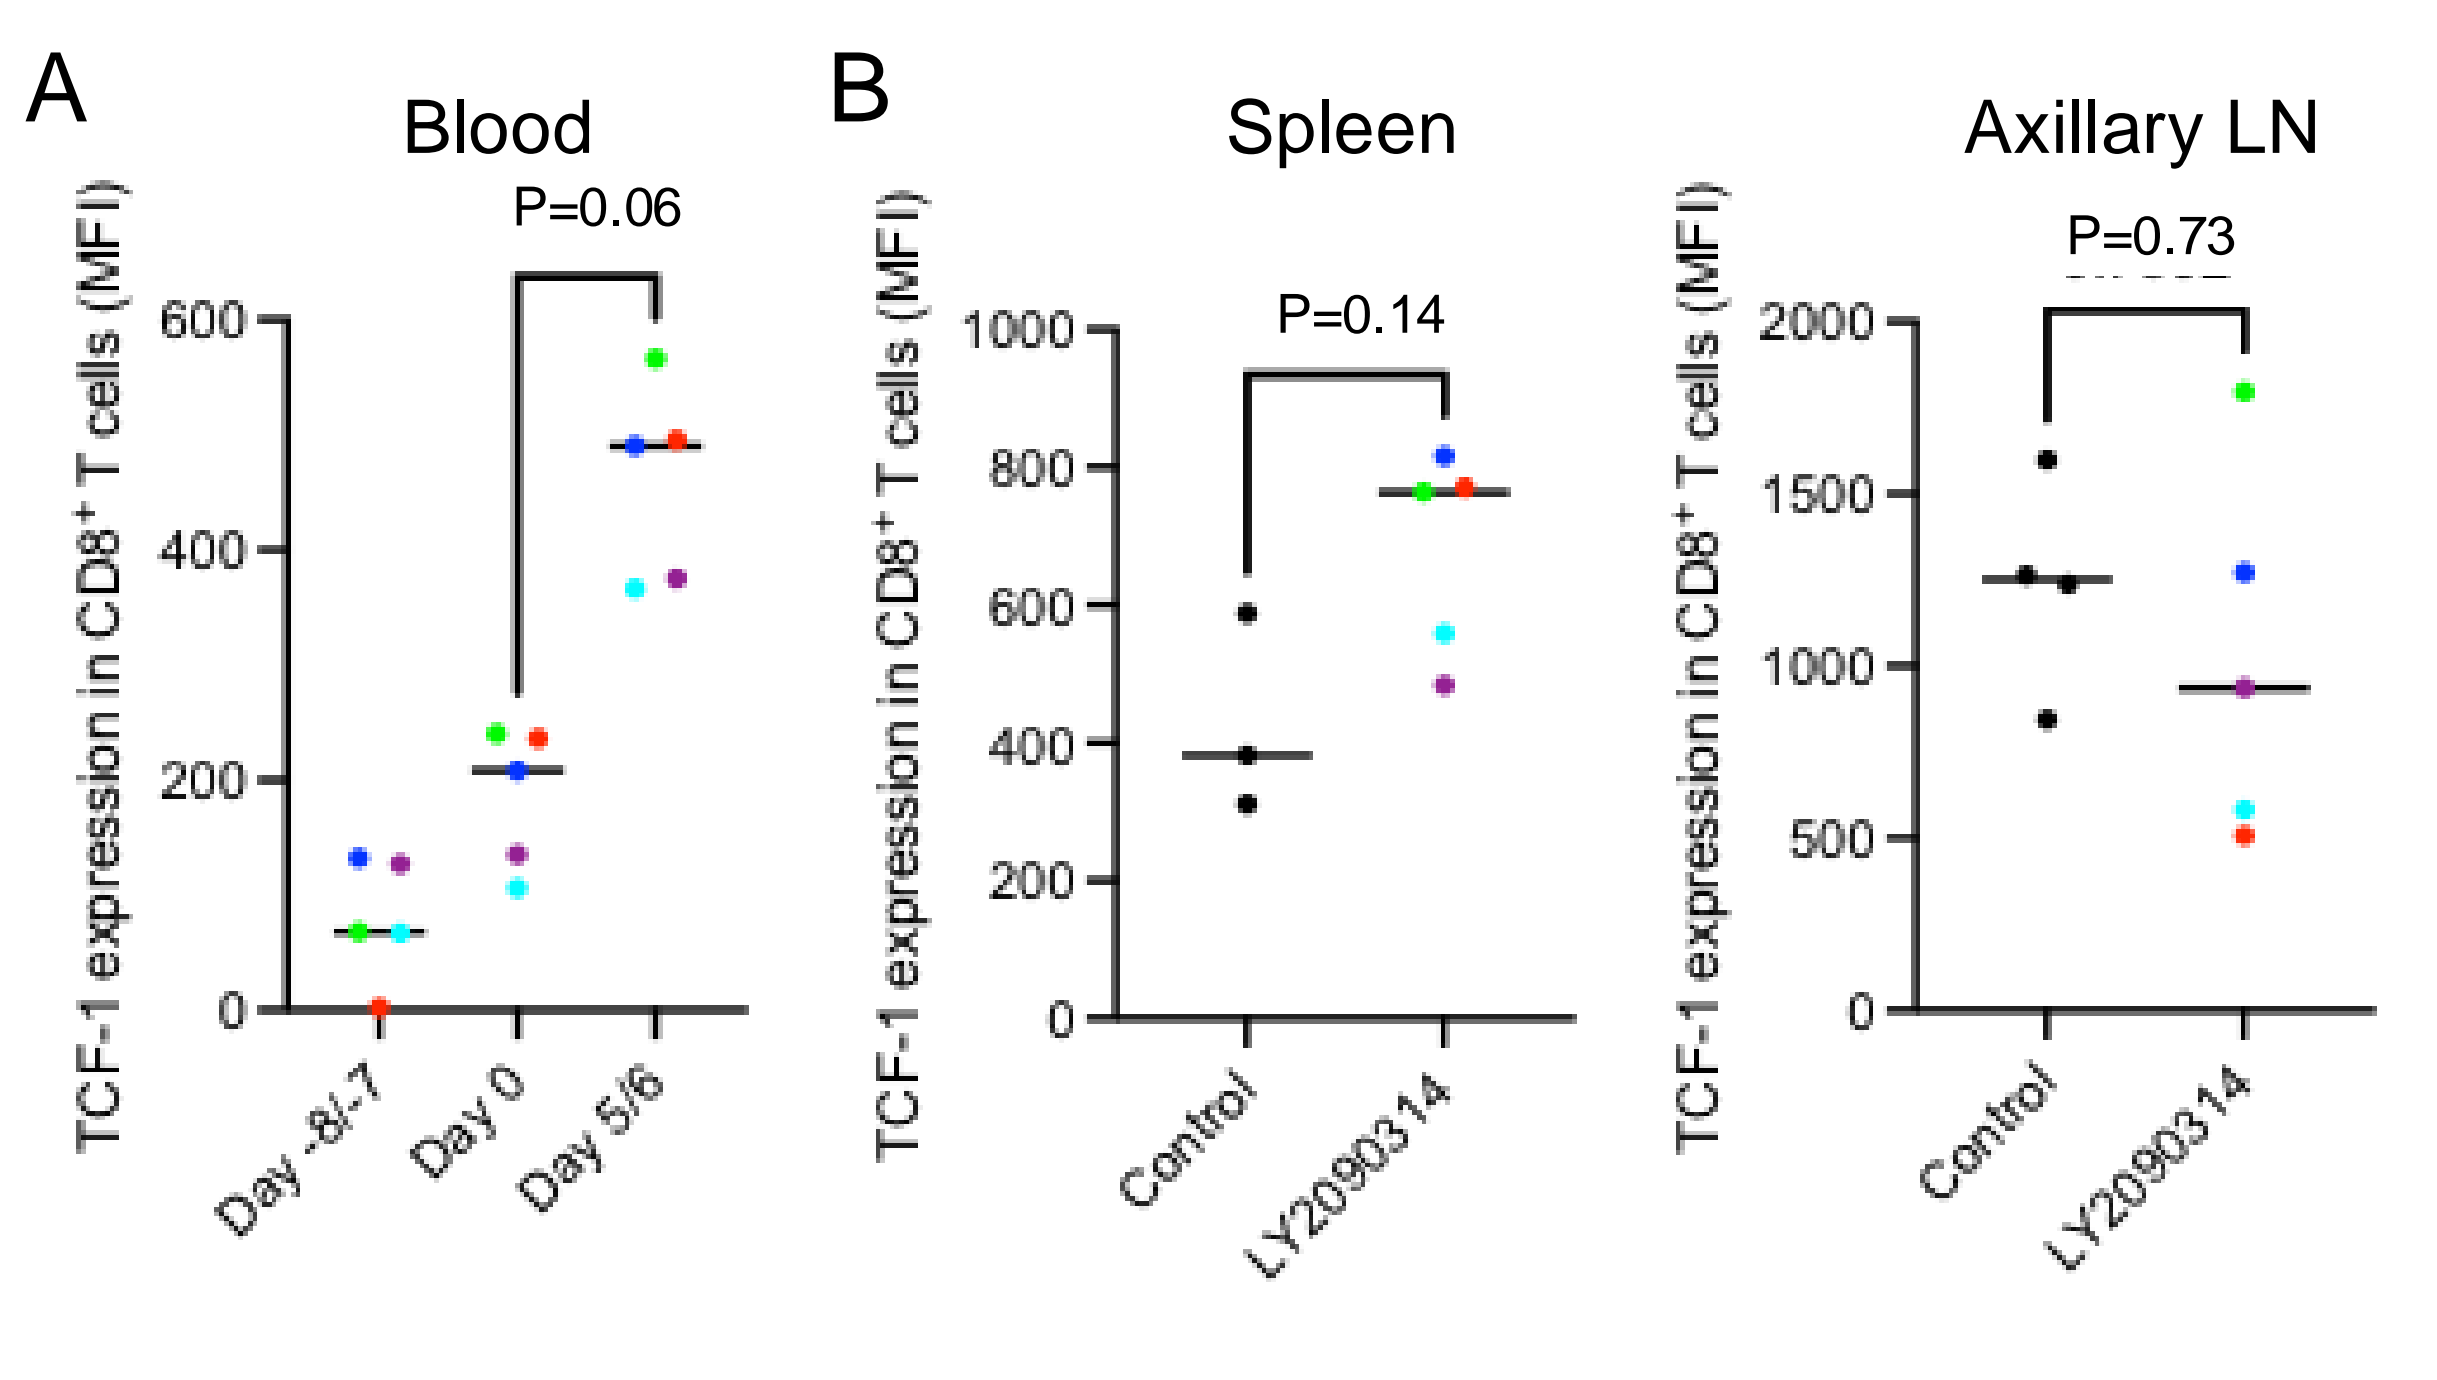 A
Blood
P=0.06
TCF-1 expression in CD8⁺ T cells (MFI)
600
400
200
0
Day -8/-7
Day 0
Day 5/6
B
Spleen
P=0.14
TCF-1 expression in CD8⁺ T cells (MFI)
1000
800
600
400
200
0
Control
LY2090314
Axillary LN
P=0.73
TCF-1 expression in CD8⁺ T cells (MFI)
2000
1500
1000
500
0
Control
LY2090314